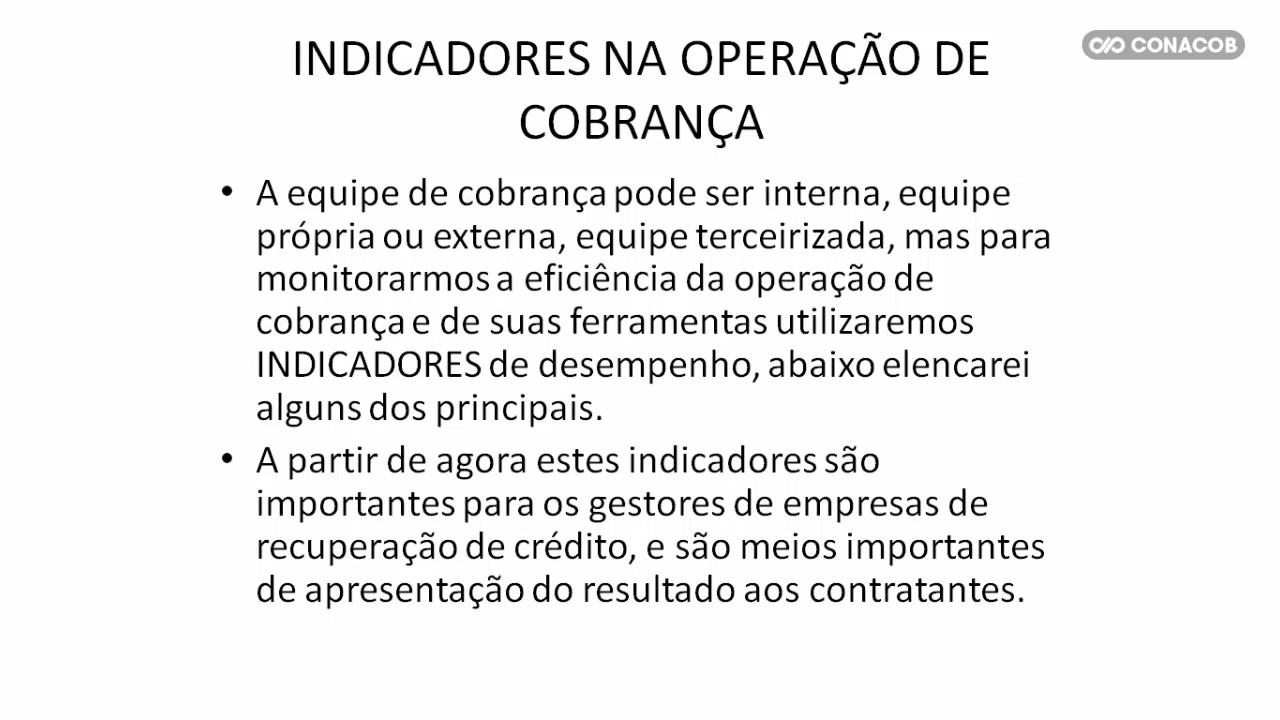 INDICADORES NA OPERAÇÃO DE
COBRANÇA
CONACOB
• A equipe de cobrança pode ser interna, equipe
própria ou externa, equipe terceirizada, mas para
monitorarmos a eficiência da operação de
cobrança e de suas ferramentas utilizaremos
INDICADORES de desempenho, abaixo elencarei
alguns dos principais.
• A partir de agora estes indicadores são
importantes para os gestores de empresas de
recuperação de crédito, e são meios importantes
de apresentação do resultado aos contratantes.